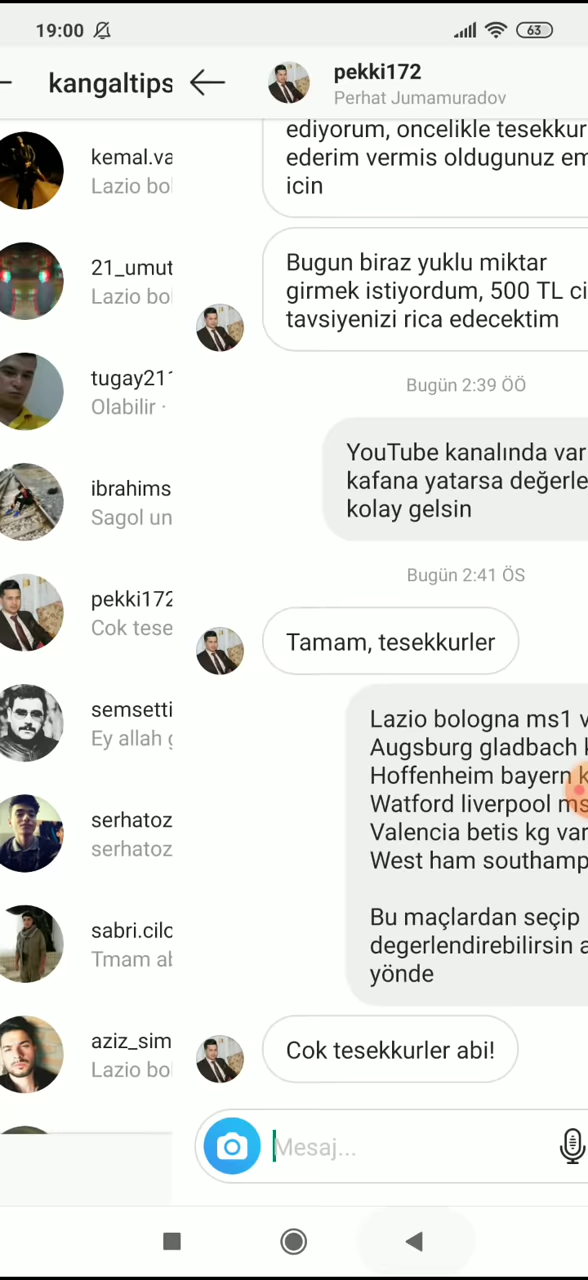 19:00
63
kangaltips
pekki172
Perhat Jumamuradov
kemal.va
Lazio bol
21_umut
Lazio bol
tugay211
Olabilir ·
ibrahims
Sagol un
pekki172
Cok tese
semsetti
Ey allah g
serhatoz
serhatoz
sabri.cilo
Tmam ab
aziz_sim
Lazio bol
ediyorum, oncelikle tesekkur
ederim vermis oldugunuz em
icin
Bugun biraz yuklu miktar
girmek istiyordum, 500 TL ci
tavsiyenizi rica edecektim
Bugün 2:39 ÖÖ
YouTube kanalında var
kafana yatarsa değerle
kolay gelsin
Bugün 2:41 ÖS
Tamam, tesekkurler
Lazio bologna ms1 v
Augsburg gladbach k
Hoffenheim bayern k
Watford liverpool ms
Valencia betis kg var
West ham southamp
Bu maçlardan seçip
degerlendirebilirsin a
yönde
Cok tesekkurler abi!
Mesaj...